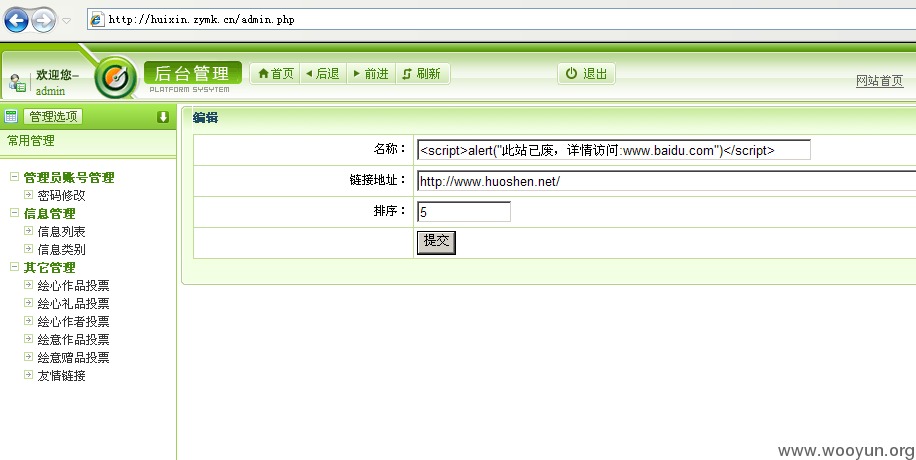 http://huixin.zymk.cn/admin.php
欢迎您–
admin
后台管理
PLATFORM SYSYTEM
首页 后退 前进 刷新
退出
网站首页
管理选项
常用管理
管理员账号管理
密码修改
信息管理
信息列表
信息类别
其它管理
绘心作品投票
绘心礼品投票
绘心作者投票
绘意作品投票
绘意赠品投票
友情链接
编辑
名称： <script>alert("此站已废，详情访问:www.baidu.com")</script>
链接地址： http://www.huoshen.net/
排序： 5
提交
www.wooyun.org